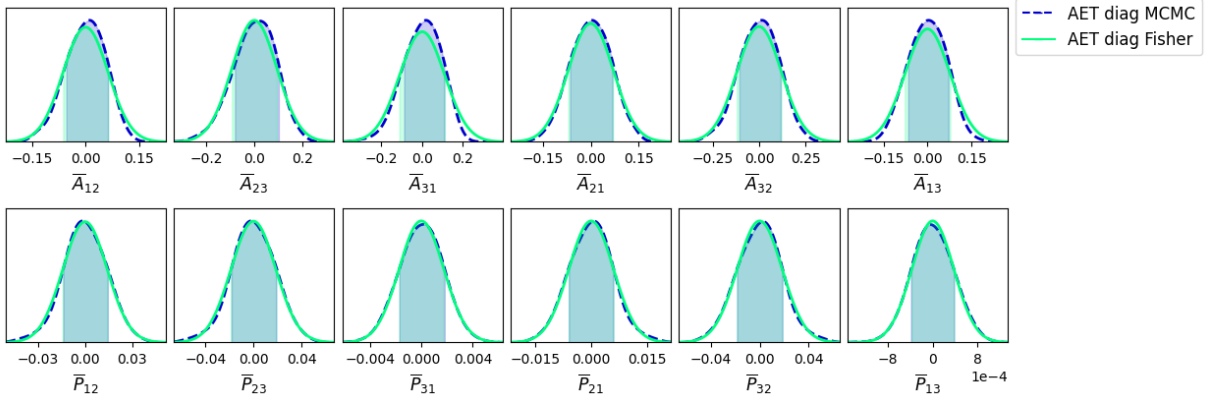 AET diag MCMC
AET diag Fisher
−0.15 0.00 0.15 −0.2 0.0 0.2 −0.2 0.0 0.2 −0.15 0.00 0.15 −0.25 0.00 0.25 −0.15 0.00 0.15
A̅₁₂ A̅₂₃ A̅₃₁ A̅₂₁ A̅₃₂ A̅₁₃
−0.03 0.00 0.03 −0.04 0.00 0.04 −0.004 0.000 0.004 −0.015 0.000 0.015 −0.04 0.00 0.04 −8 0 8
P̅₁₂ P̅₂₃ P̅₃₁ P̅₂₁ P̅₃₂ P̅₁₃ 1e−4